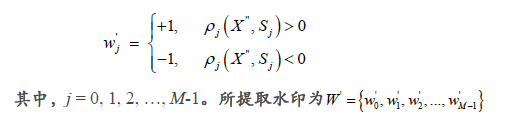 w'_j = { +1, ρ_j(X", S_j) > 0
−1, ρ_j(X", S_j) < 0
其中，j = 0, 1, 2, …, M-1。所提取水印为 W' = {w'_0, w'_1, w'_2, ..., w'_{M−1}}